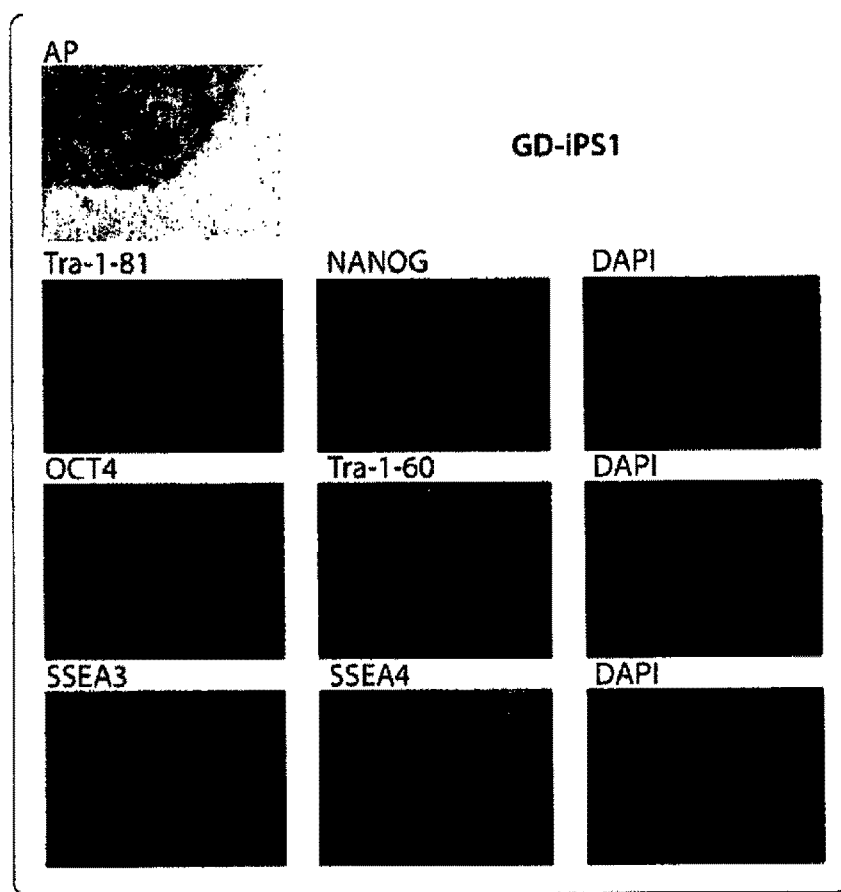 AP
GD-iPS1
Tra-1-81 NANOG DAPI
OCT4 Tra-1-60 DAPI
SSEA3 SSEA4 DAPI